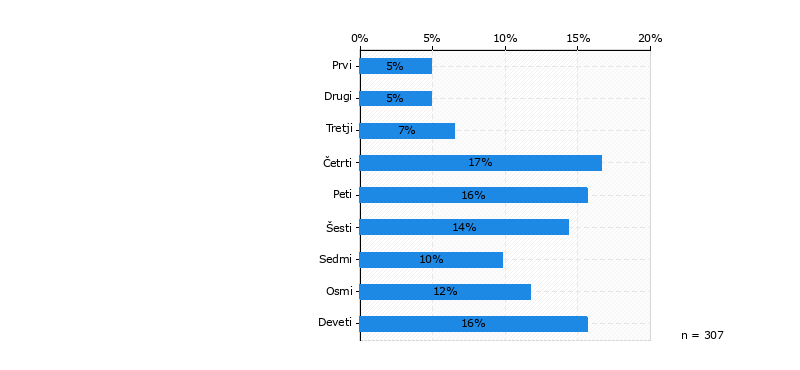 0% 5% 10% 15% 20%
Prvi 5%
Drugi 5%
Tretji 7%
Četrti 17%
Peti 16%
Šesti 14%
Sedmi 10%
Osmi 12%
Deveti 16%
n = 307